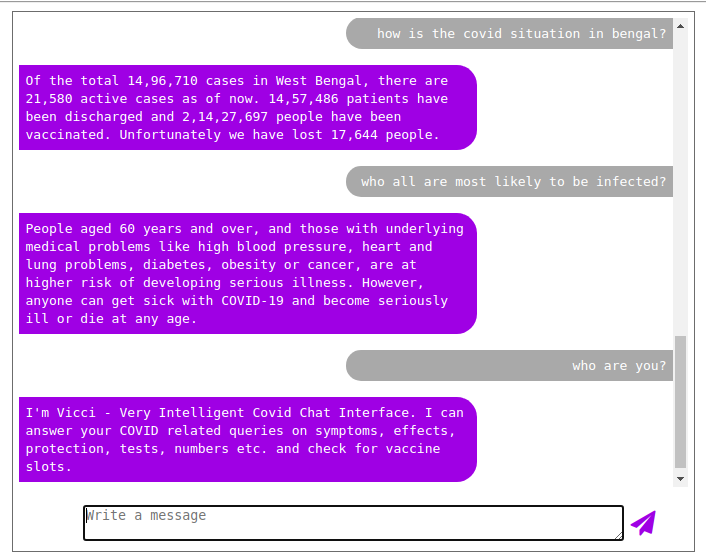 how is the covid situation in bengal?
Of the total 14,96,710 cases in West Bengal, there are
21,580 active cases as of now. 14,57,486 patients have
been discharged and 2,14,27,697 people have been
vaccinated. Unfortunately we have lost 17,644 people.
who all are most likely to be infected?
People aged 60 years and over, and those with underlying
medical problems like high blood pressure, heart and
lung problems, diabetes, obesity or cancer, are at
higher risk of developing serious illness. However,
anyone can get sick with COVID-19 and become seriously
ill or die at any age.
who are you?
I'm Vicci - Very Intelligent Covid Chat Interface. I can
answer your COVID related queries on symptoms, effects,
protection, tests, numbers etc. and check for vaccine
slots.
Write a message